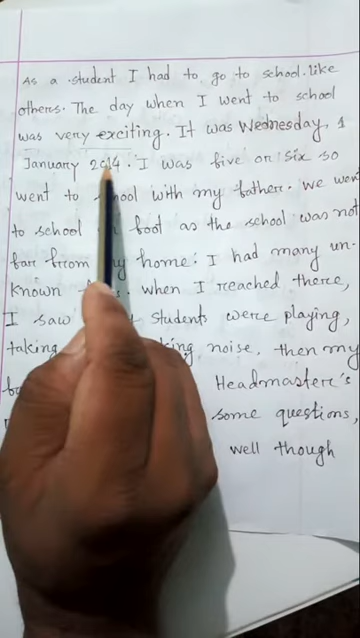 As a student I had to go to school. like
others. The day when I went to school
was very exciting. It was Wednesday, 1
January 2014. I was five or six so
went to school with my father. We went
to school foot as the school was not
far from my home: I had many un-
known. when I reached there,
I saw students were playing,
taking noise, then my
Headmaster's
some questions,
well though